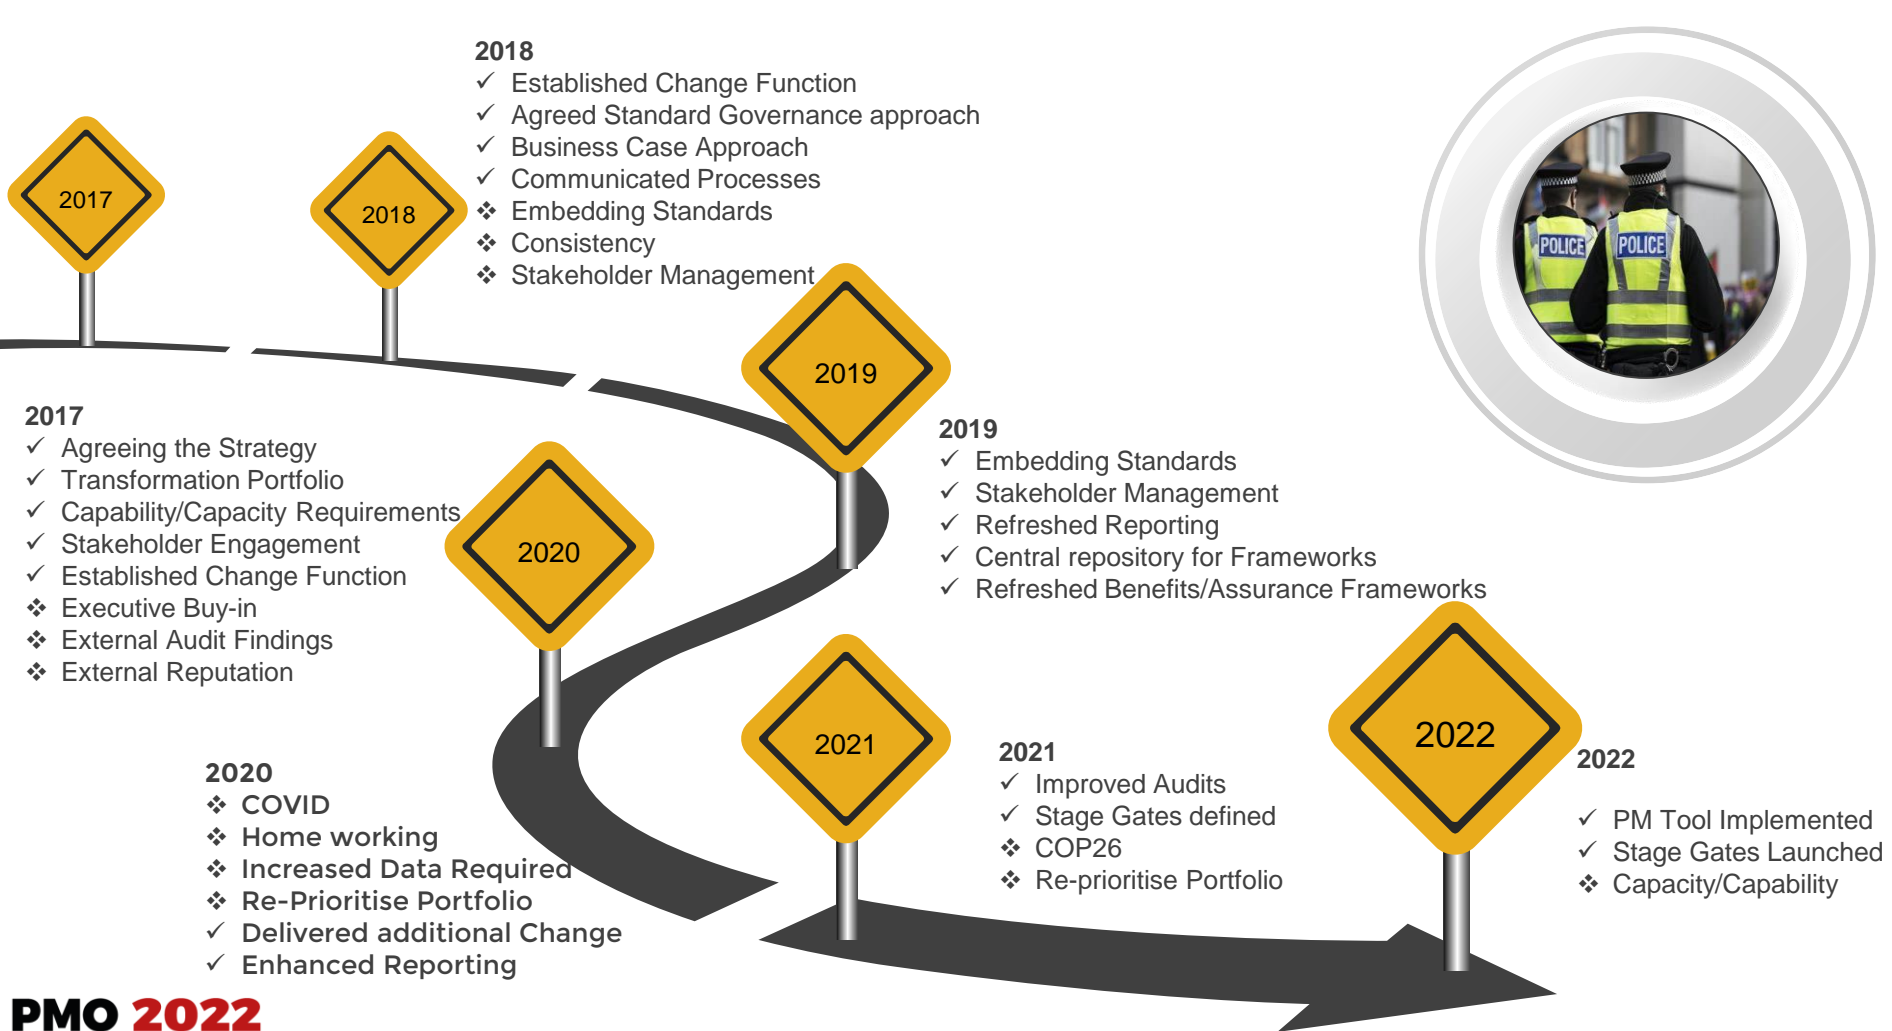 2018
✓ Established Change Function
✓ Agreed Standard Governance approach
✓ Business Case Approach
✓ Communicated Processes
❖ Embedding Standards
❖ Consistency
❖ Stakeholder Management
2017
2018
2019
POLICE
POLICE
2017
✓ Agreeing the Strategy
✓ Transformation Portfolio
✓ Capability/Capacity Requirements
✓ Stakeholder Engagement
✓ Established Change Function
❖ Executive Buy-in
❖ External Audit Findings
❖ External Reputation
2019
✓ Embedding Standards
✓ Stakeholder Management
✓ Refreshed Reporting
✓ Central repository for Frameworks
✓ Refreshed Benefits/Assurance Frameworks
2020
2020
❖ COVID
❖ Home working
❖ Increased Data Required
❖ Re-Prioritise Portfolio
✓ Delivered additional Change
✓ Enhanced Reporting
2021
2021
✓ Improved Audits
✓ Stage Gates defined
❖ COP26
❖ Re-prioritise Portfolio
2022
2022
✓ PM Tool Implemented
✓ Stage Gates Launched
❖ Capacity/Capability
PMO 2022